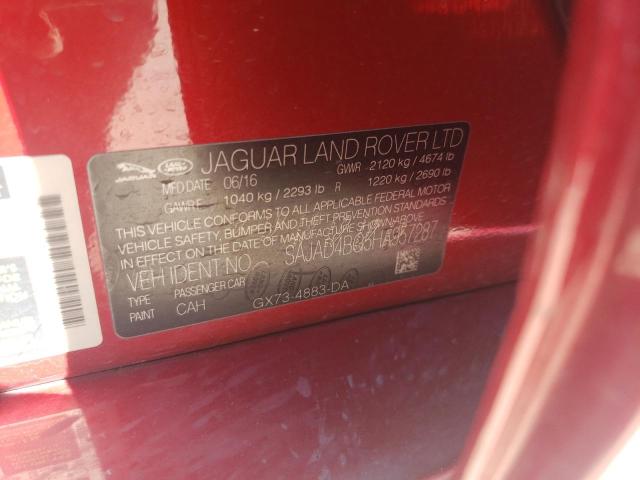 JAGUAR LAND ROVER JAGUAR LAND ROVER LTD
MFD DATE 06/16 GVWR 2120 kg / 4674 lb
GAWR F 1040 kg / 2293 lb R 1220 kg / 2690 lb
THIS VEHICLE CONFORMS TO ALL APPLICABLE FEDERAL MOTOR
VEHICLE SAFETY, BUMPER, AND THEFT PREVENTION STANDARDS
IN EFFECT ON THE DATE OF MANUFACTURE SHOWN ABOVE
VEH IDENT NO
TYPE PASSENGER CAR
PAINT CAH GX73-4883-DA